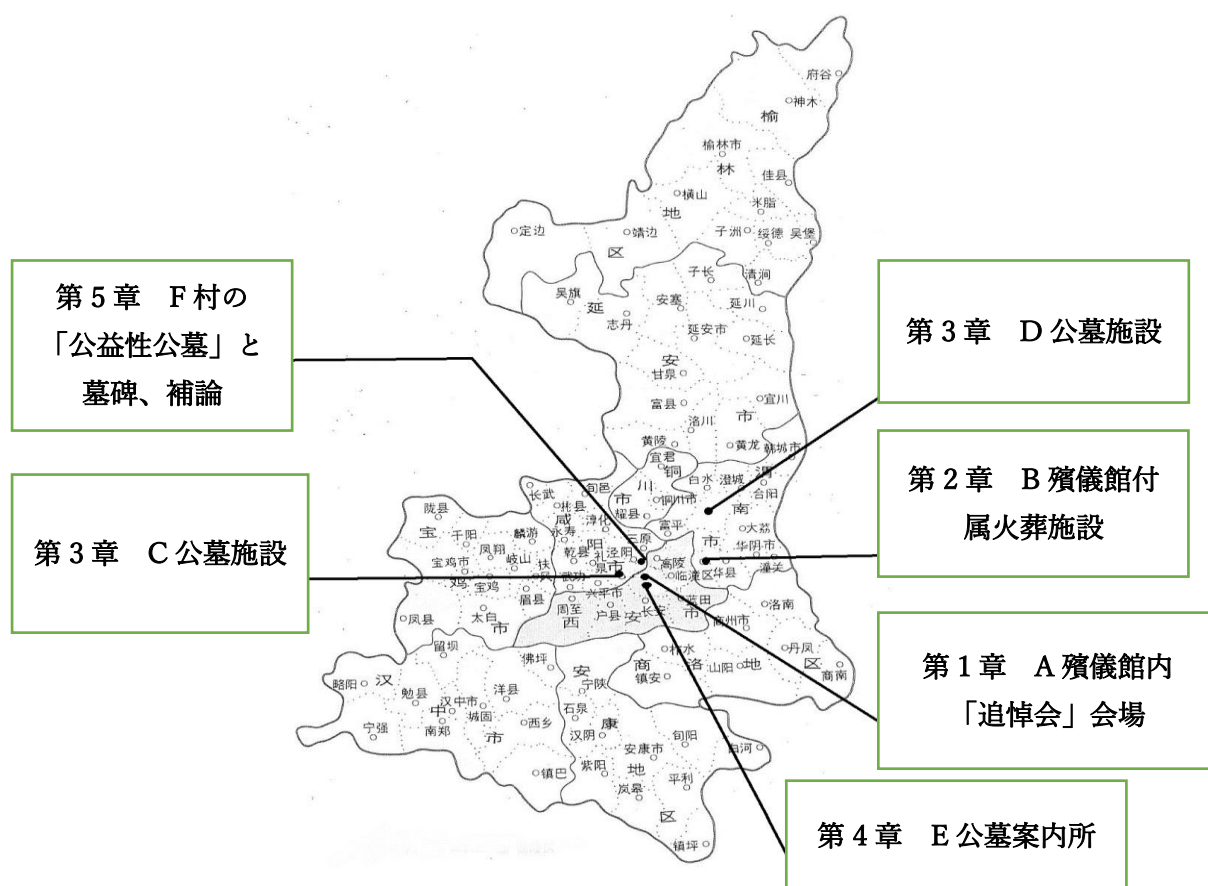 府谷
神木
榆
榆林市
林
佳县
横山
米脂
地
定边
靖边
子洲
绥德
吴堡
区
子长
清涧
第5章　F村の
「公益性公墓」と
墓碑、補論
吴旗
延
安塞
延川
志丹
延安市
延长
第3章　D公墓施設
安
甘泉
富县
宜川
洛川
市
黄陵
黄龙
韩城市
宜君
铜
渭
白水
澄城
合阳
川
铜川市
南
市
耀县
富平
大荔
市
华阴市
潼关
华县
第2章　B殯儀館付
属火葬施設
长武
旬邑
彬县
咸
淳化
永寿
阳
三原
乾县
礼
泉
泾阳
市
高陵
临潼区
武功
兴平市
陇县
宝
千阳
麟游
凤翔
岐山
扶
风
宝鸡市
鸡
宝鸡
眉县
太白
市
凤县
第3章　C公墓施設
周至
西
户县
安
长安
蓝田
市
洛南
商州市
丹凤
柞水
商
洛
地
区
山阳
镇安
商南
第1章　A殯儀館内
「追悼会」会場
留坝
佛坪
汉
略阳
勉县
汉中市
洋县
中
城固
宁强
南郑
西乡
市
镇巴
安
宁陕
石泉
康
汉阴
旬阳
安康市
白河
紫阳
地
平利
岚皋
区
镇坪
第4章　E公墓案内所